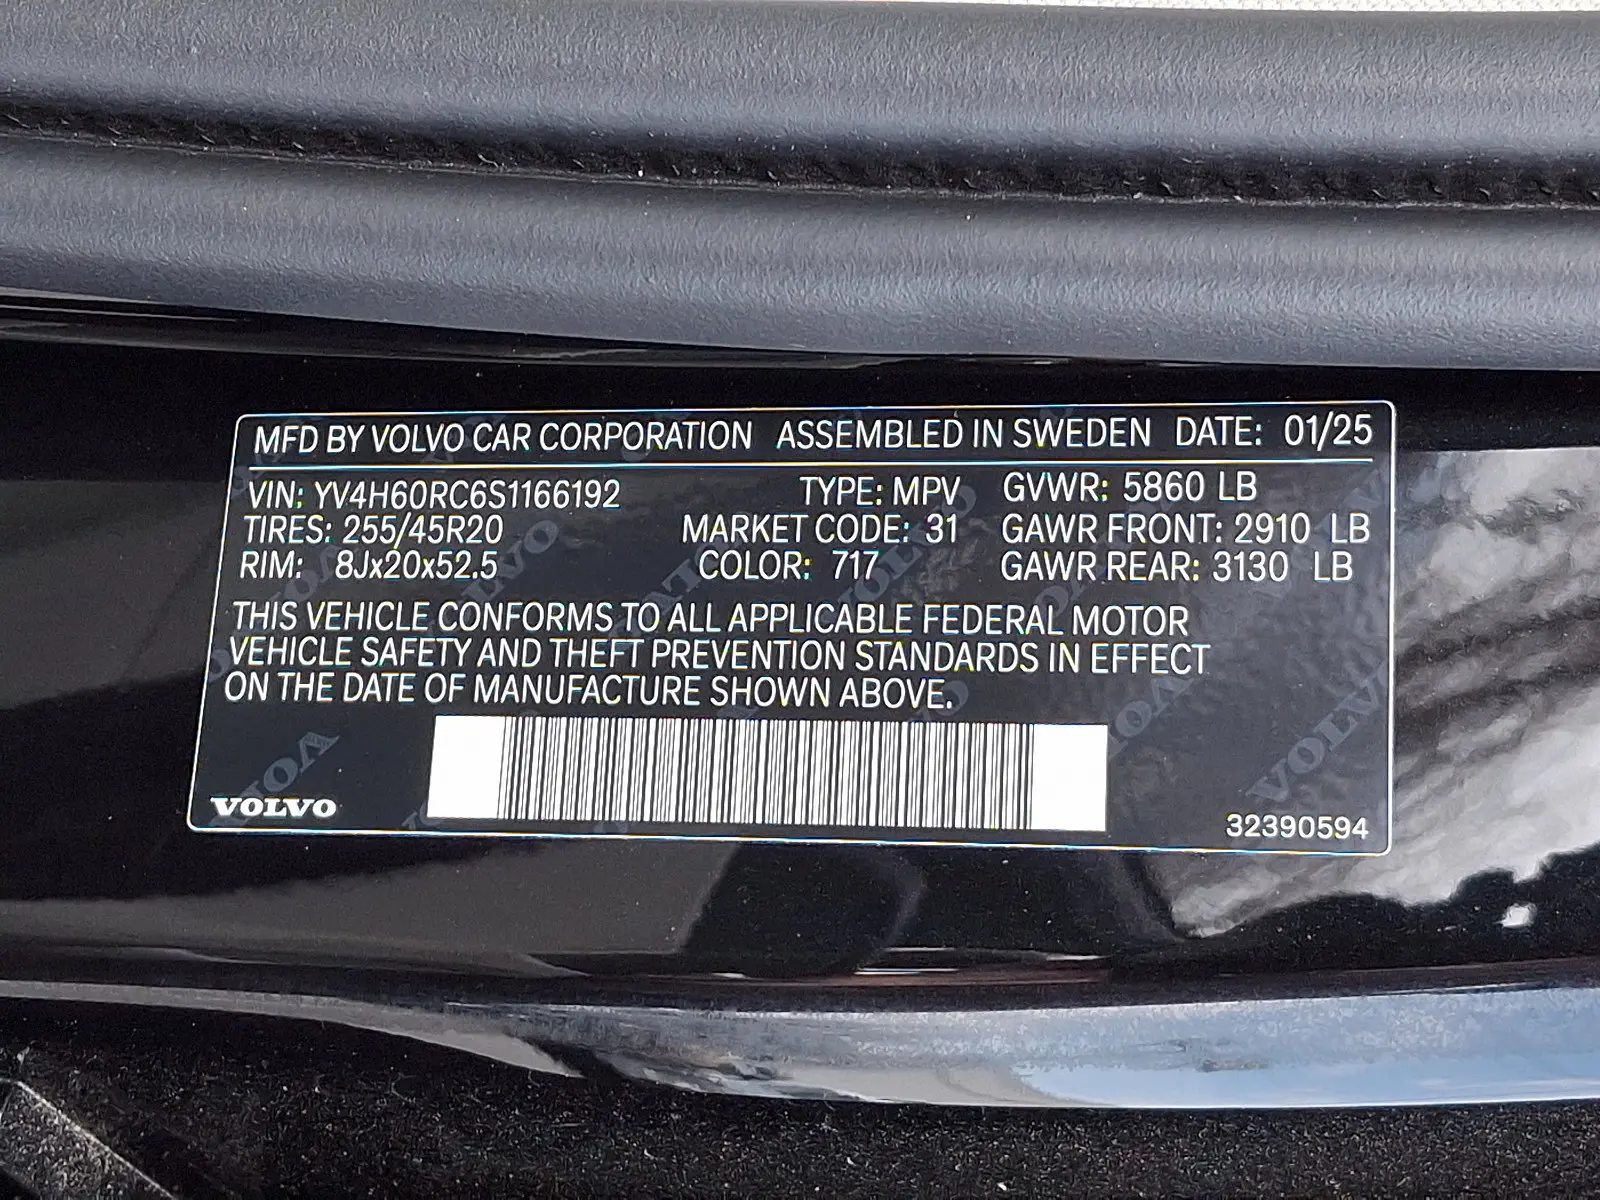 MFD BY VOLVO CAR CORPORATION ASSEMBLED IN SWEDEN DATE: 01/25
VIN: YV4H60RC6S1166192 TYPE: MPV GVWR: 5860 LB
TIRES: 255/45R20 MARKET CODE: 31 GAWR FRONT: 2910 LB
RIM: 8Jx20x52.5 COLOR: 717 GAWR REAR: 3130 LB
THIS VEHICLE CONFORMS TO ALL APPLICABLE FEDERAL MOTOR
VEHICLE SAFETY AND THEFT PREVENTION STANDARDS IN EFFECT
ON THE DATE OF MANUFACTURE SHOWN ABOVE.
VOLVO 32390594